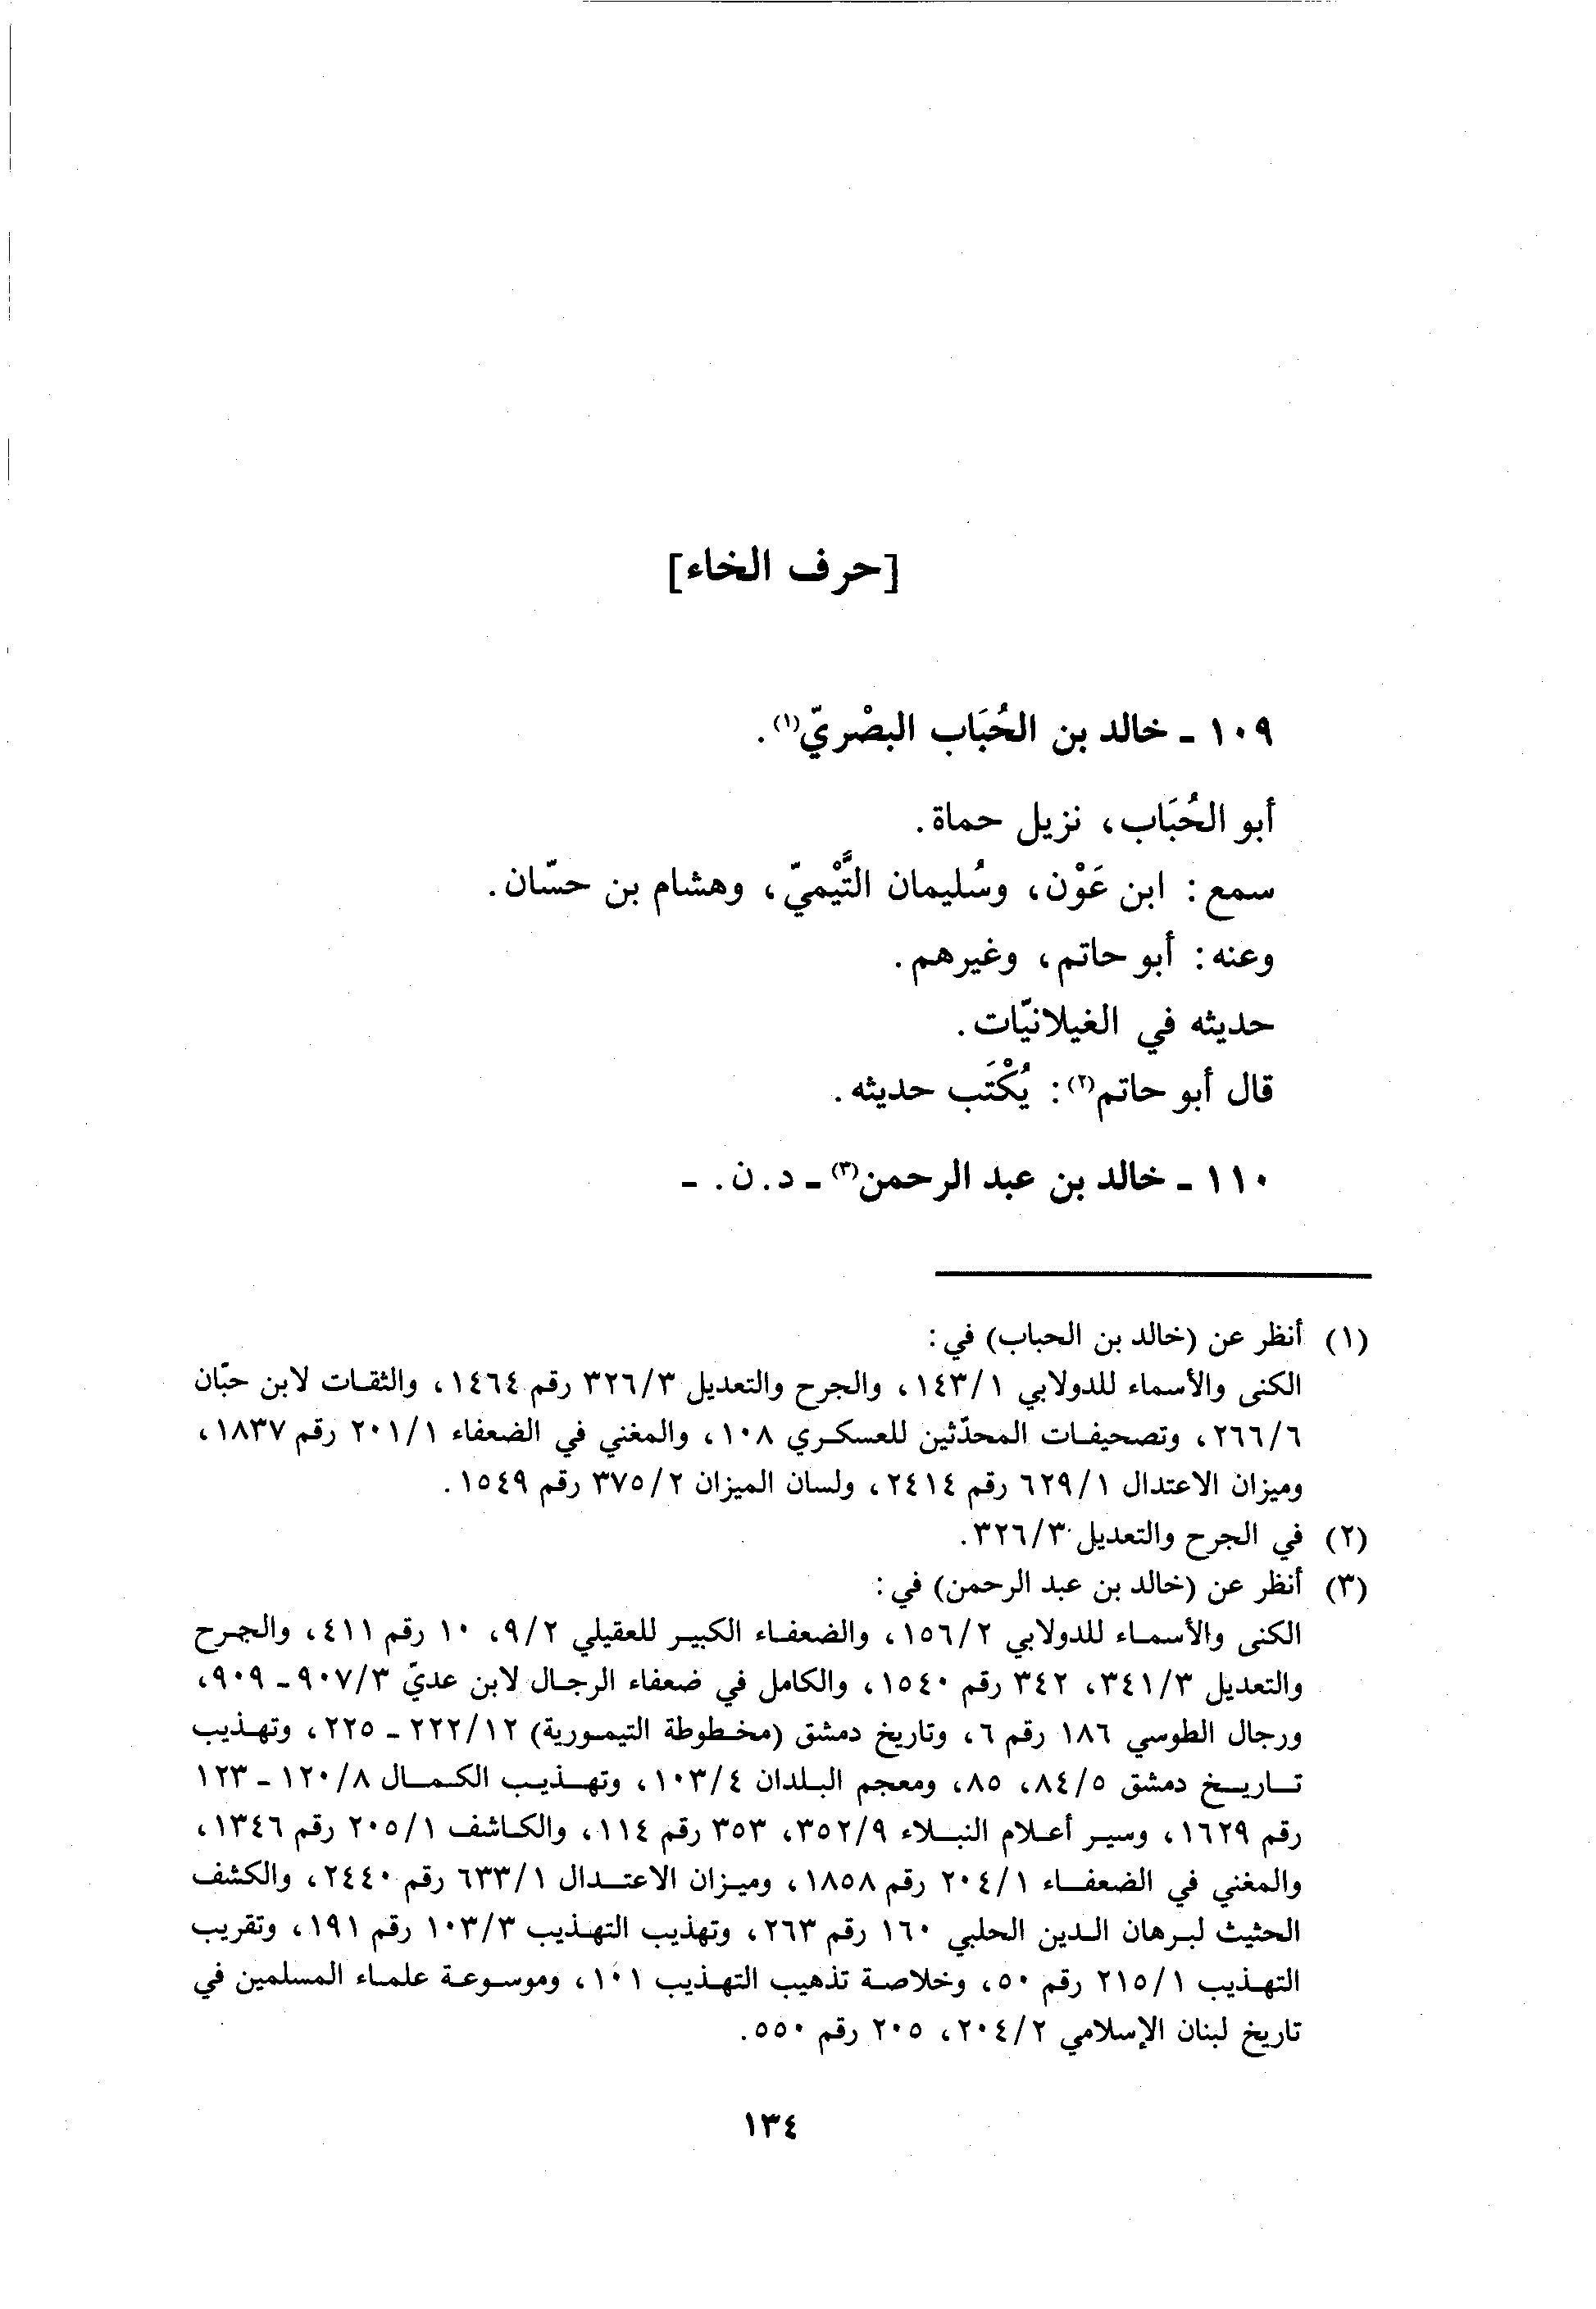 [حرف الخاء]
١٠٩ ـ خالد بن الحُبَاب البصْريّ(١).
أبو الحُبَاب، نزيل حماة.
سمع: ابن عَوْن، وسُليمان التَّيْميّ، وهشام بن حسّان.
وعنه: أبو حاتم، وغيرهم.
حديثه في الغيلانيّات.
قال أبو حاتم(٢): يُكْتَب حديثه.
١١٠ ـ خالد بن عبد الرحمن(٣) ـ د. ن. ـ
(١) أنظر عن (خالد بن الحباب) في:
الكنى والأسماء للدولابي ١/١٤٣، والجرح والتعديل ٣/٣٢٦ رقم ١٤٦٤، والثقات لابن حبّان
٦/٢٦٦، وتصحيفات المحدّثين للعسكري ١٠٨، والمغني في الضعفاء ١/٢٠١ رقم ١٨٣٧،
وميزان الاعتدال ١/٦٢٩ رقم ٢٤١٤، ولسان الميزان ٢/٣٧٥ رقم ١٥٤٩.
(٢) في الجرح والتعديل ٣/٣٢٦.
(٣) أنظر عن (خالد بن عبد الرحمن) في:
الكنى والأسماء للدولابي ٢/١٥٦، والضعفاء الكبير للعقيلي ٢/٩، ١٠ رقم ٤١١، والجرح
والتعديل ٣/٣٤١، ٣٤٢ رقم ١٥٤٠، والكامل في ضعفاء الرجال لابن عديّ ٣/٩٠٧ ـ ٩٠٩،
ورجال الطوسي ١٨٦ رقم ٦، وتاريخ دمشق (مخطوطة التيمورية) ١٢/٢٢٢ ـ ٢٢٥، وتهذيب
تاريخ دمشق ٥/٨٤، ٨٥، ومعجم البلدان ٤/١٠٣، وتهذيب الكمال ٨/١٢٠ ـ ١٢٣
رقم ١٦٢٩، وسير أعلام النبلاء ٩/٣٥٢، ٣٥٣ رقم ١١٤، والكاشف ١/٢٠٥ رقم ١٣٤٦،
والمغني في الضعفاء ١/٢٠٤ رقم ١٨٥٨، وميزان الاعتدال ١/٦٣٣ رقم ٢٤٤٠، والكشف
الحثيث لبرهان الدين الحلبي ١٦٠ رقم ٢٦٣، وتهذيب التهذيب ٣/١٠٣ رقم ١٩١، وتقريب
التهذيب ١/٢١٥ رقم ٥٠، وخلاصة تذهيب التهذيب ١٠١، وموسوعة علماء المسلمين في
تاريخ لبنان الإسلامي ٢/٢٠٤، ٢٠٥ رقم ٥٥٠.
١٣٤